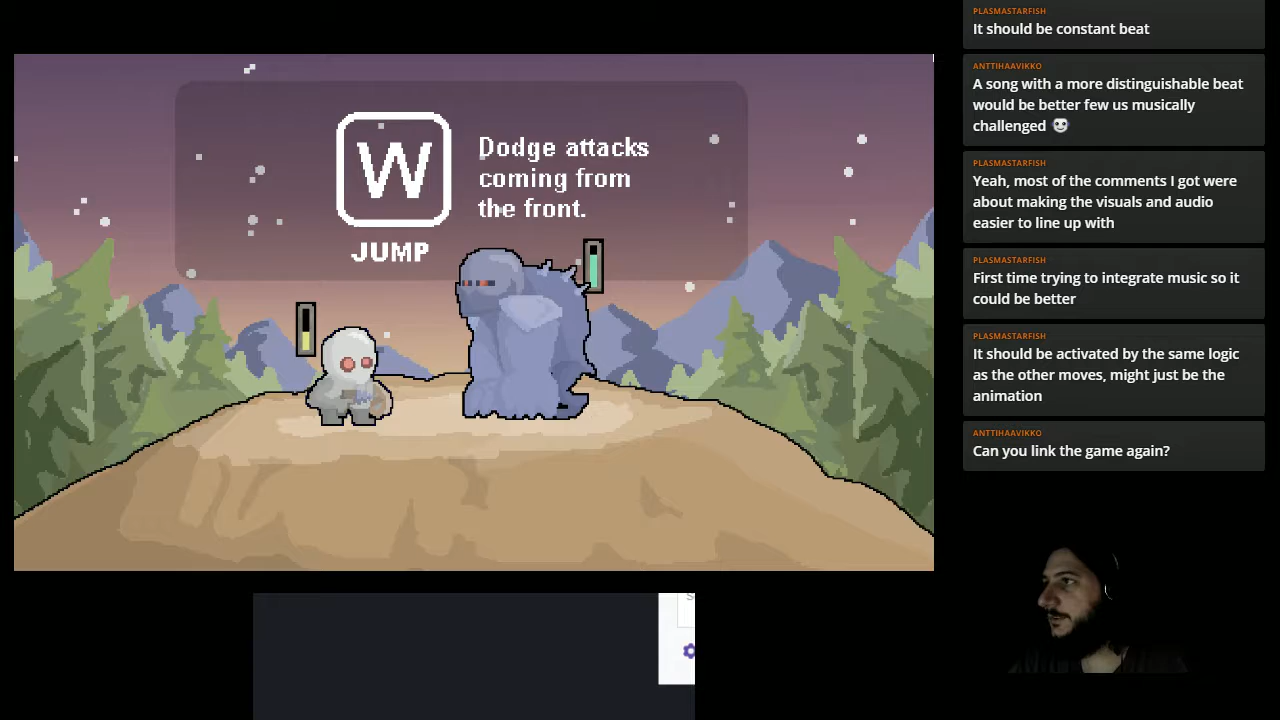 W
JUMP
Dodge attacks
coming from
the front.
PLASMASTARFISH
It should be constant beat
ANTTIHAAVIKKO
A song with a more distinguishable beat
would be better few us musically
challenged
PLASMASTARFISH
Yeah, most of the comments I got were
about making the visuals and audio
easier to line up with
PLASMASTARFISH
First time trying to integrate music so it
could be better
PLASMASTARFISH
It should be activated by the same logic
as the other moves, might just be the
animation
ANTTIHAAVIKKO
Can you link the game again?